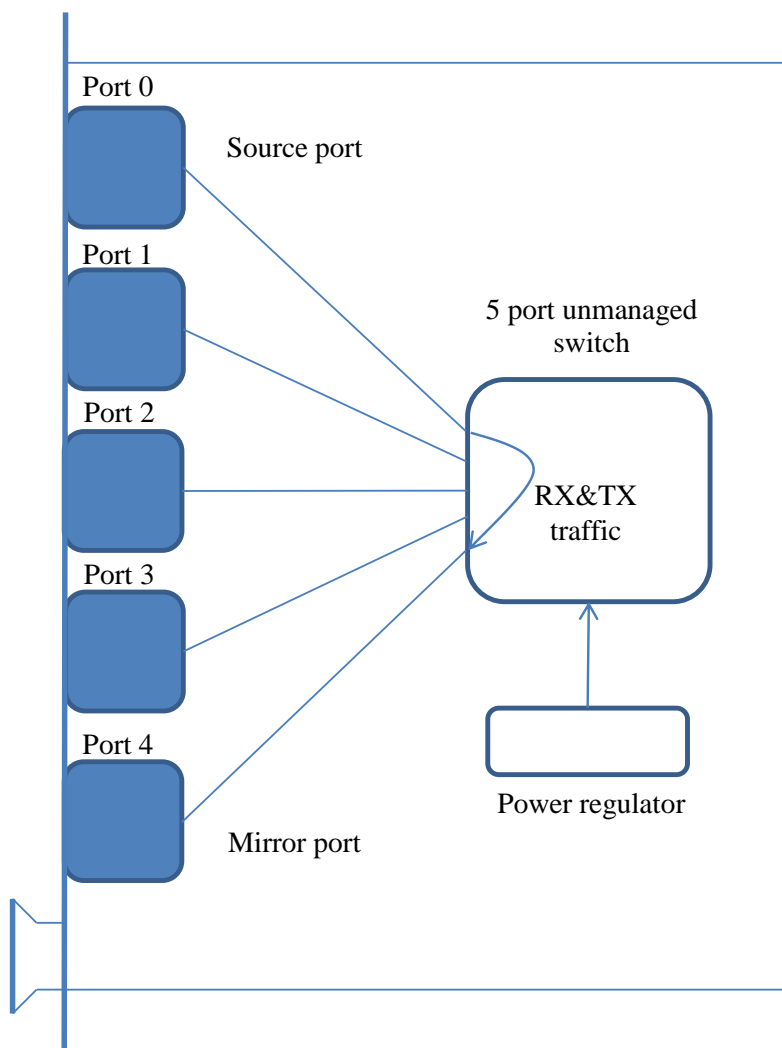 Port 0
Source port
Port 1
5 port unmanaged
switch
Port 2
RX&TX
traffic
Port 3
Port 4
Power regulator
Mirror port